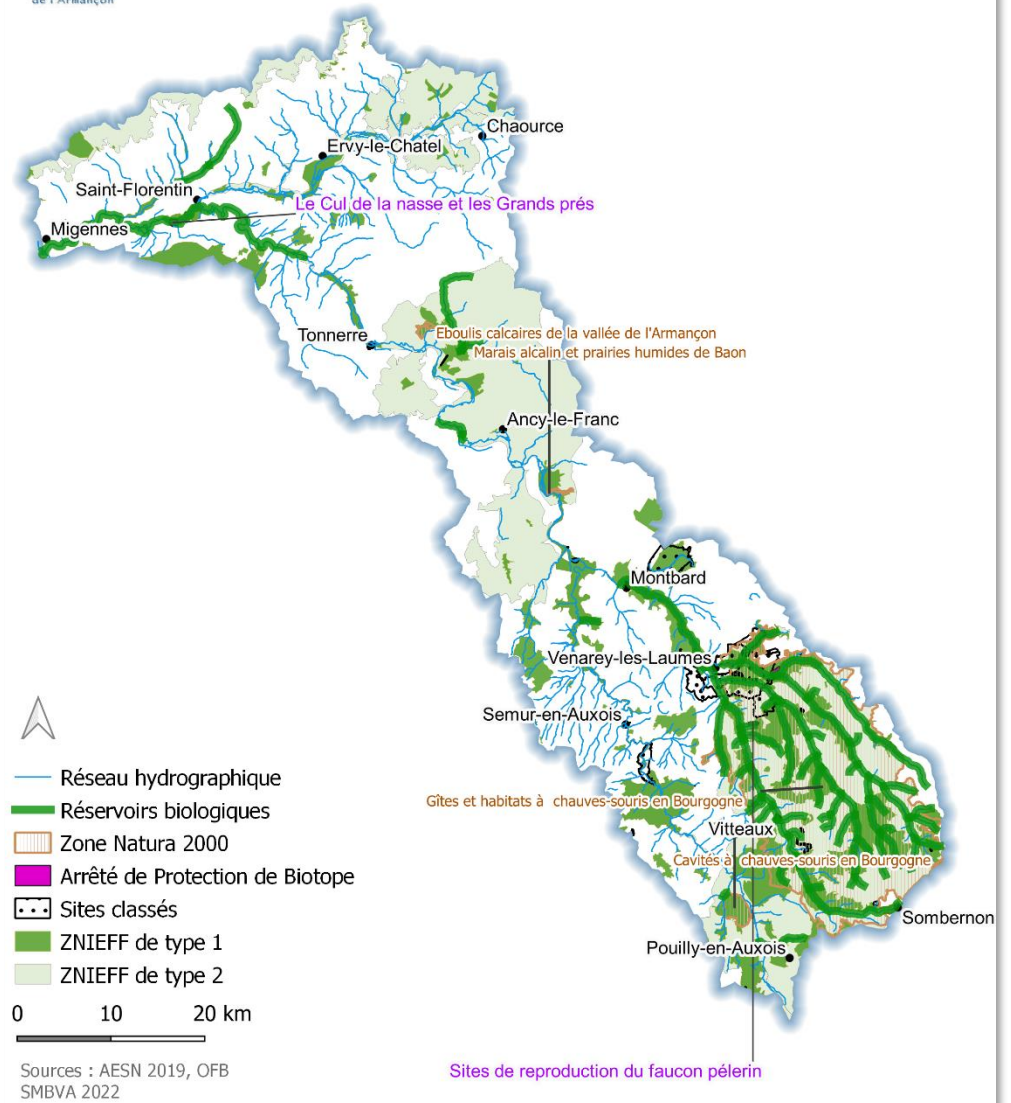 de l'Armançon
Chaource
Ervy-le-Chatel
Saint-Florentin
Le Cul de la nasse et les Grands prés
Migennes
Tonnerre
Eboulis calcaires de la vallée de l'Armançon
Marais alcalin et prairies humides de Baon
Ancy-le-Franc
Montbard
Venarey-les-Laumes
Semur-en-Auxois
Réseau hydrographique
Réservoirs biologiques
Zone Natura 2000
Arrêté de Protection de Biotope
Sites classés
ZNIEFF de type 1
ZNIEFF de type 2
Gîtes et habitats à chauves-souris en Bourgogne
Vitteaux
Cavités à chauves-souris en Bourgogne
Sombernon
Pouilly-en-Auxois
0 10 20 km
Sources : AESN 2019, OFB
SMBVA 2022
Sites de reproduction du faucon pélerin